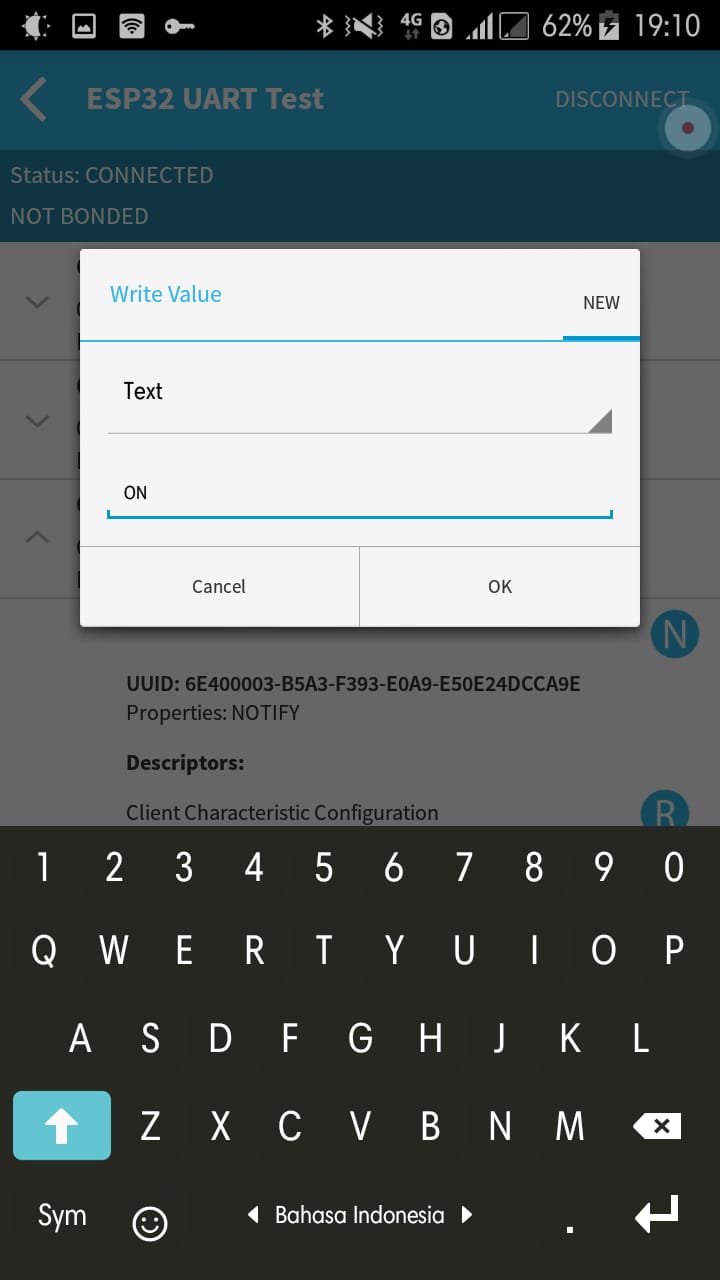 4G 62% 19:10
ESP32 UART Test DISCONNECT
Status: CONNECTED
NOT BONDED
Write Value NEW
Text
ON
Cancel OK
N
UUID: 6E400003-B5A3-F393-E0A9-E50E24DCCA9E
Properties: NOTIFY
Descriptors:
Client Characteristic Configuration R
1 2 3 4 5 6 7 8 9 0
Q W E R T Y U I O P
A S D F G H J K L
Z X C V B N M
Sym Bahasa Indonesia .